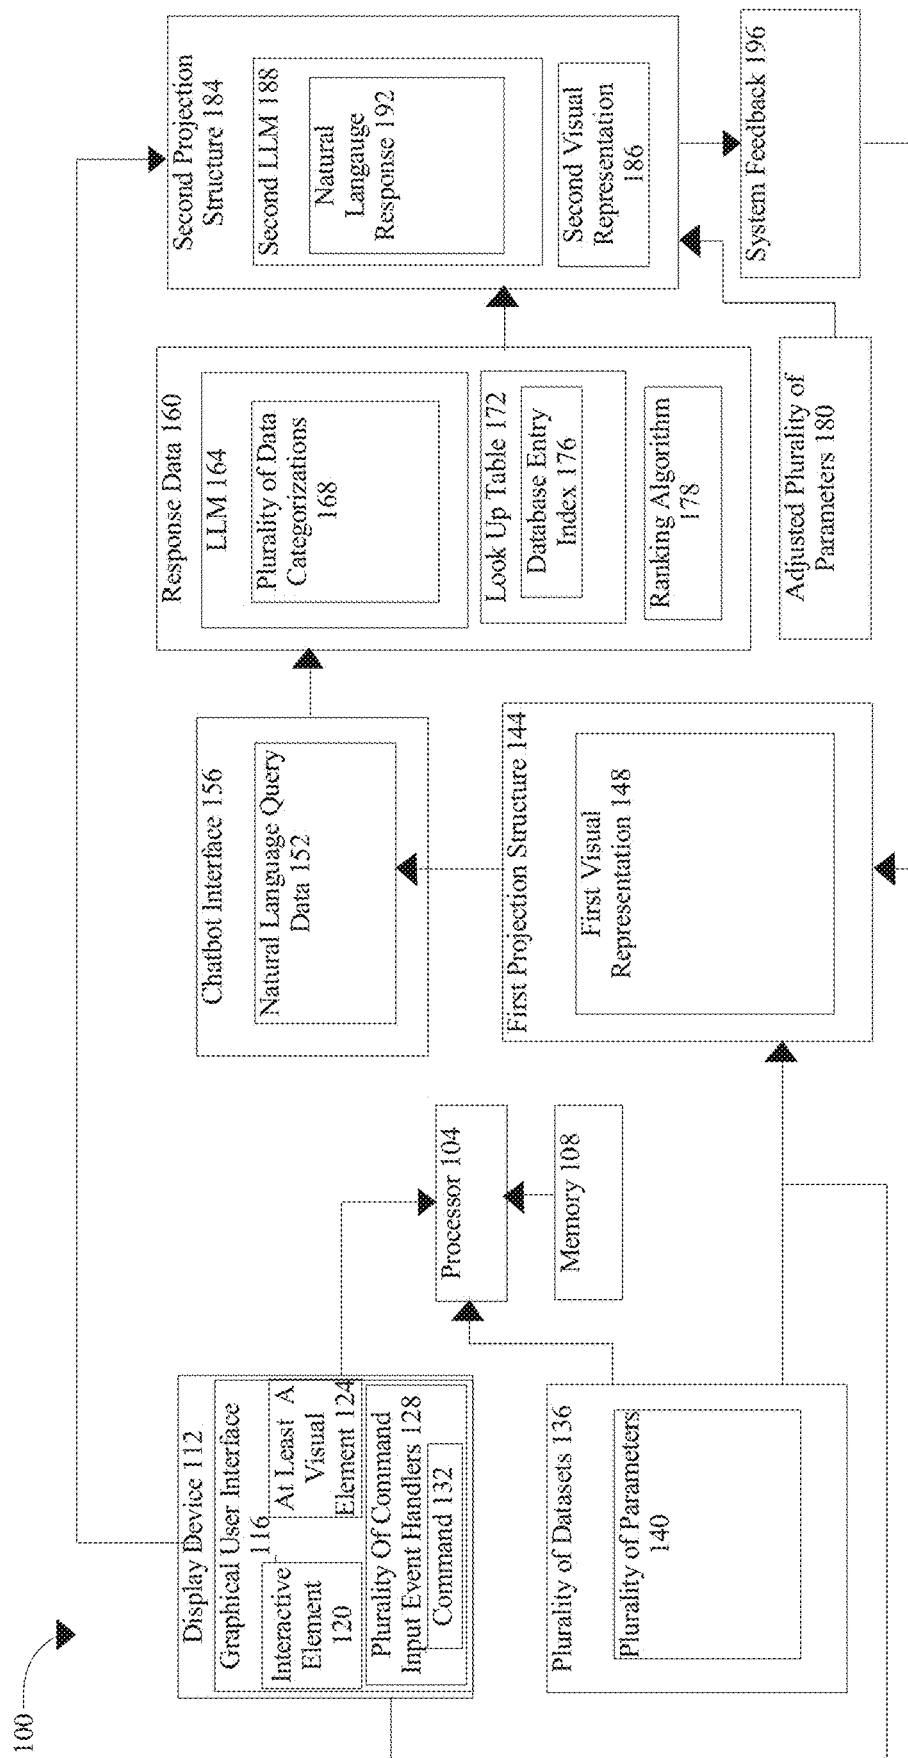 100
Display Device 112
Graphical User Interface
116
Interactive
Element
120
At Least A
Visual
Element 124
Plurality Of Command
Input Event Handlers 128
Command 132
Plurality of Datasets 136
Plurality of Parameters
140
Processor 104
Memory 108
Chatbot Interface 156
Natural Language Query
Data 152
First Projection Structure 144
First Visual
Representation 148
Response Data 160
LLM 164
Plurality of Data
Categorizations
168
Look Up Table 172
Database Entry
Index 176
Ranking Algorithm
178
Adjusted Plurality of
Parameters 180
Second Projection
Structure 184
Second LLM 188
Natural
Langauge
Response 192
Second Visual
Representation
186
System Feedback 196